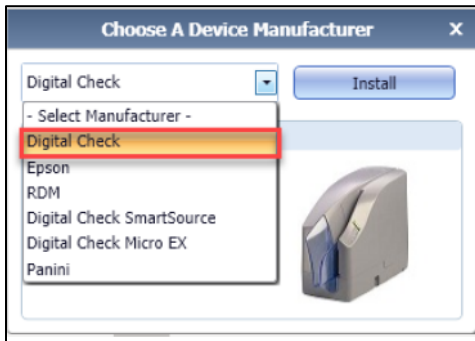 Choose A Device Manufacturer X
Digital Check Install
- Select Manufacturer -
Digital Check
Epson
RDM
Digital Check SmartSource
Digital Check Micro EX
Panini